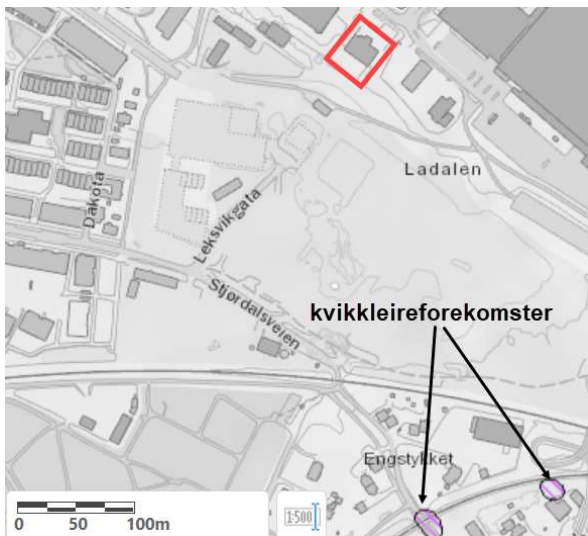 Ladalen
Dakota
Leksvikgata
Stjørdalsveien
kvikkleireforekomster
Engstykket
0 50 100m
1:500